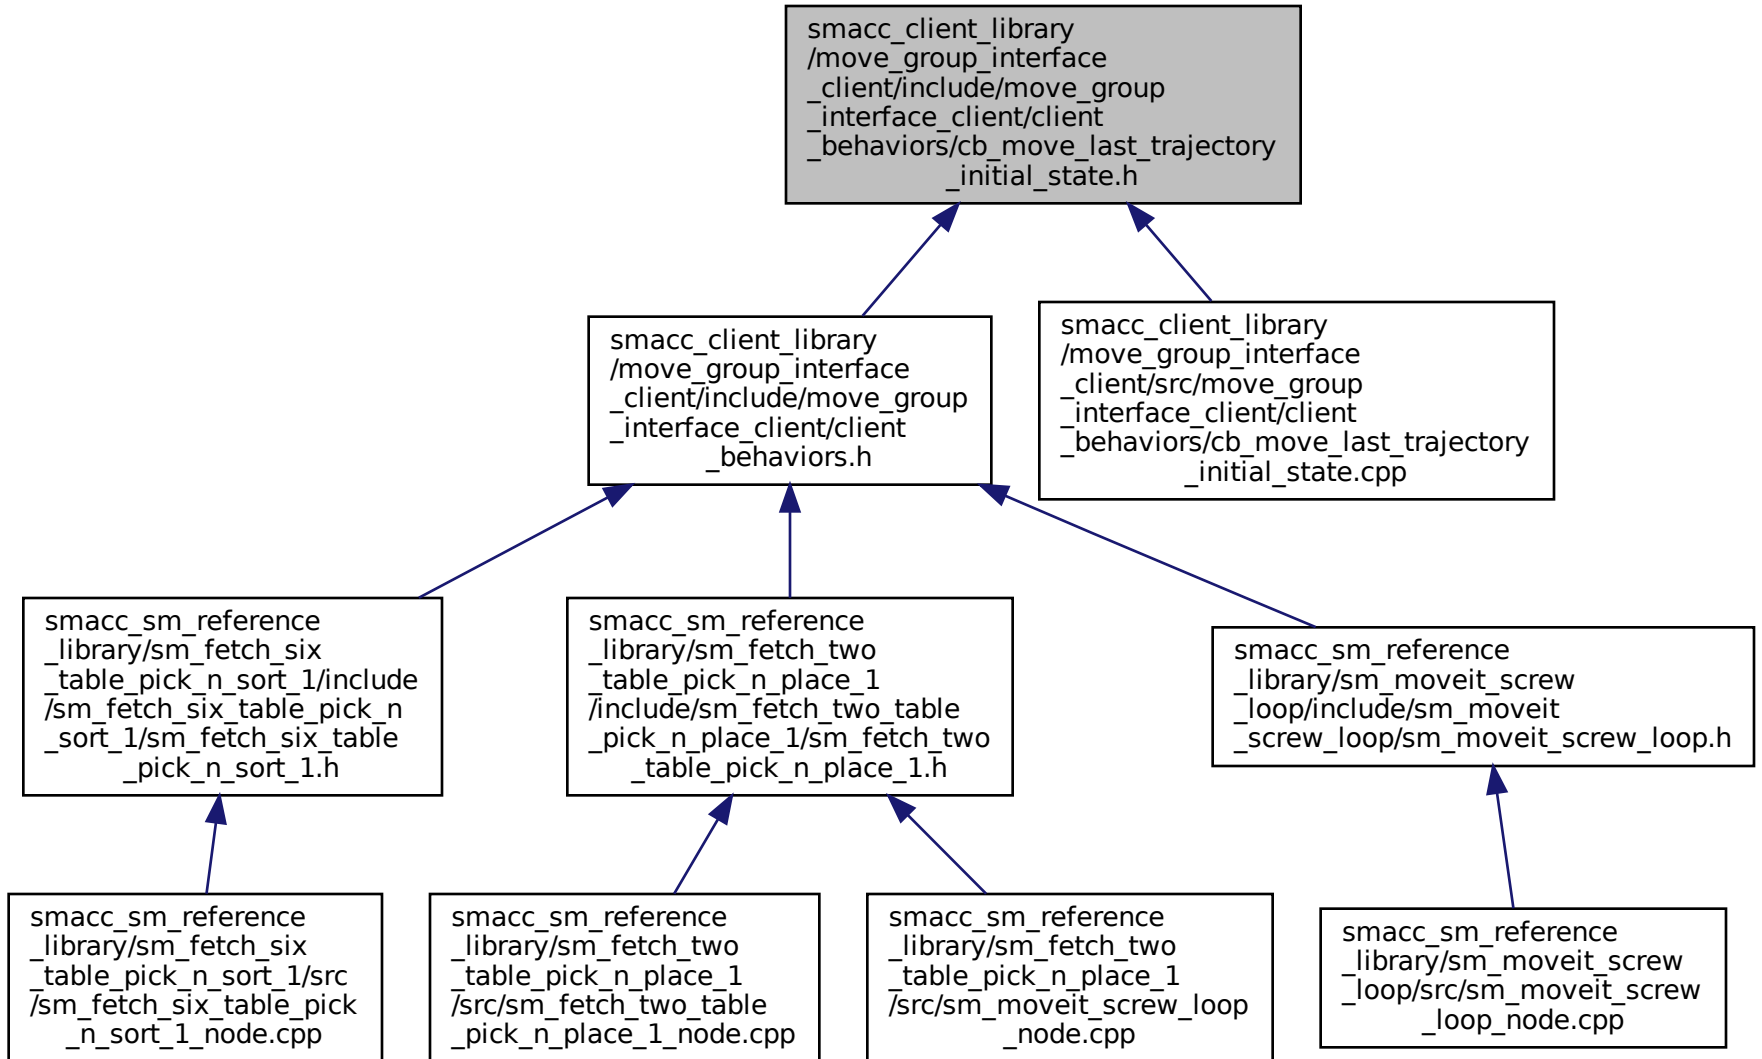 smacc_client_library
/move_group_interface
_client/include/move_group
_interface_client/client
_behaviors/cb_move_last_trajectory
_initial_state.h
smacc_client_library
/move_group_interface
_client/include/move_group
_interface_client/client
_behaviors.h
smacc_client_library
/move_group_interface
_client/src/move_group
_interface_client/client
_behaviors/cb_move_last_trajectory
_initial_state.cpp
smacc_sm_reference
_library/sm_fetch_six
_table_pick_n_sort_1/include
/sm_fetch_six_table_pick_n
_sort_1/sm_fetch_six_table
_pick_n_sort_1.h
smacc_sm_reference
_library/sm_fetch_two
_table_pick_n_place_1
/include/sm_fetch_two_table
_pick_n_place_1/sm_fetch_two
_table_pick_n_place_1.h
smacc_sm_reference
_library/sm_moveit_screw
_loop/include/sm_moveit
_screw_loop/sm_moveit_screw_loop.h
smacc_sm_reference
_library/sm_fetch_six
_table_pick_n_sort_1/src
/sm_fetch_six_table_pick
_n_sort_1_node.cpp
smacc_sm_reference
_library/sm_fetch_two
_table_pick_n_place_1
/src/sm_fetch_two_table
_pick_n_place_1_node.cpp
smacc_sm_reference
_library/sm_fetch_two
_table_pick_n_place_1
/src/sm_moveit_screw_loop
_node.cpp
smacc_sm_reference
_library/sm_moveit_screw
_loop/src/sm_moveit_screw
_loop_node.cpp